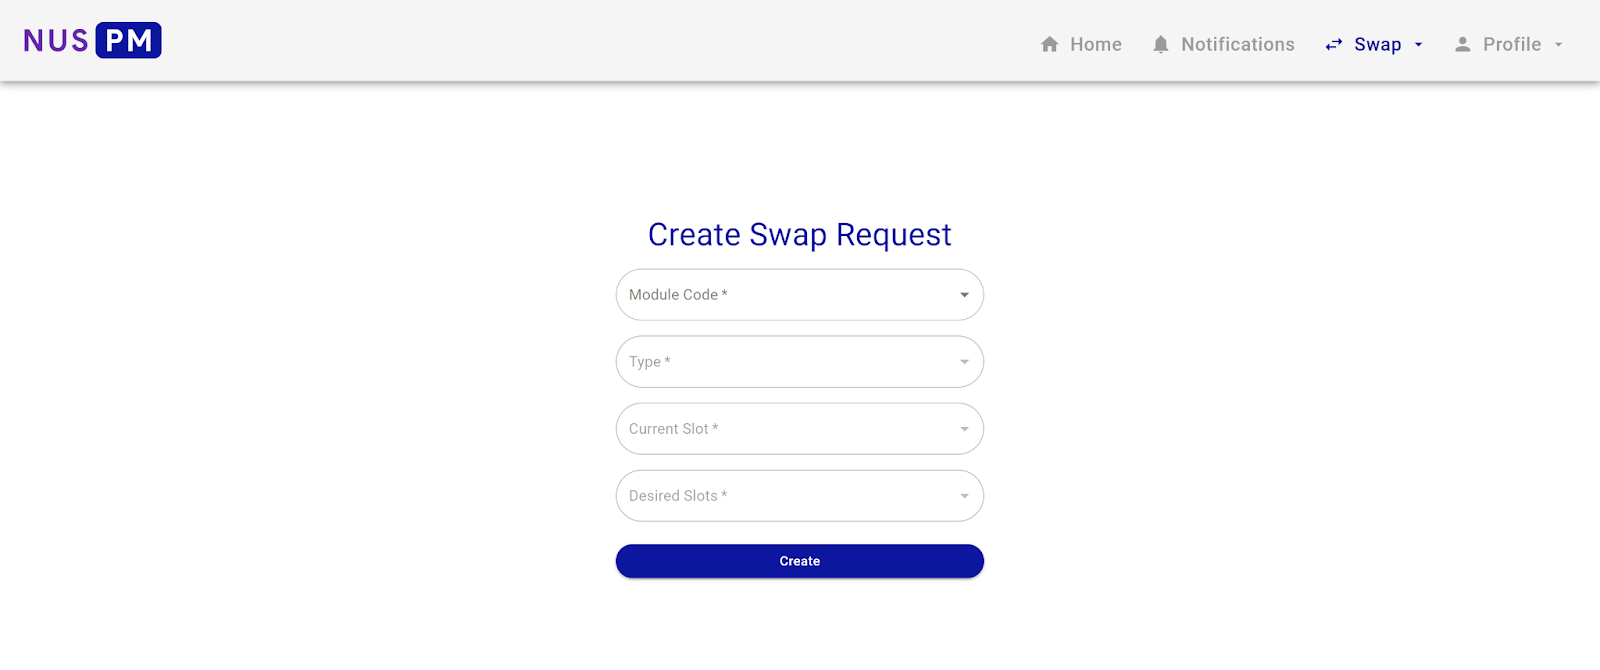 NUS PM
Home Notifications Swap Profile
Create Swap Request
Module Code *
Type *
Current Slot *
Desired Slots *
Create